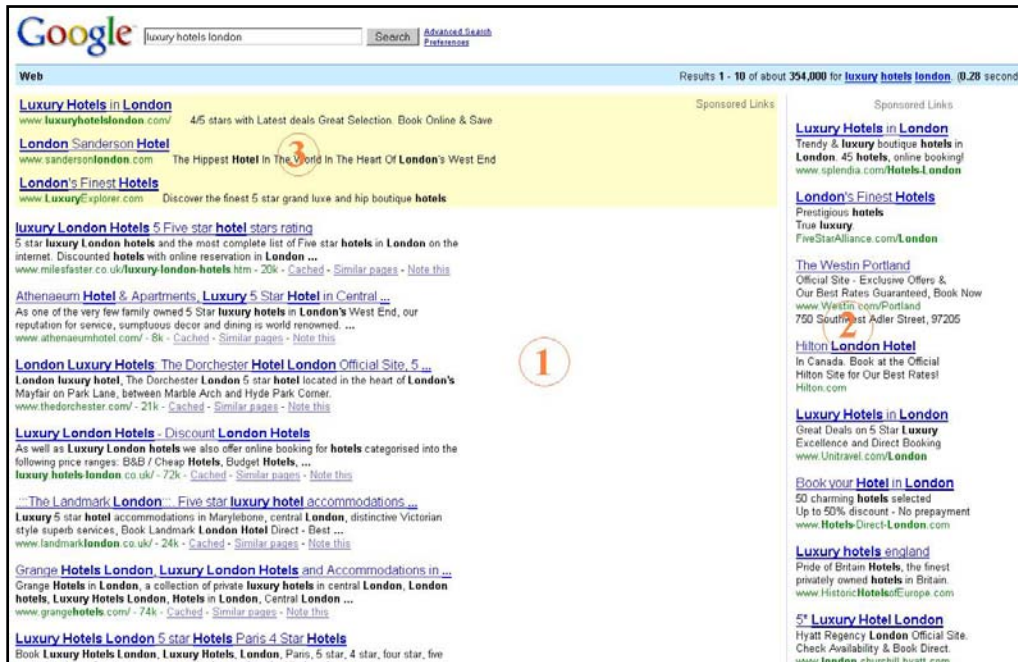 Google luxury hotels london Search Advanced Search
Preferences
Web Results 1 - 10 of about 354,000 for luxury hotels london. (0.28 second
Luxury Hotels in London Sponsored Links
www.luxuryhotelslondon.com/ 4/5 stars with Latest deals Great Selection. Book Online & Save
London Sanderson Hotel
www.sandersonlondon.com The Hippest Hotel In The World In The Heart Of London's West End
3
London's Finest Hotels
www.LuxuryExplorer.com Discover the finest 5 star grand luxe and hip boutique hotels
luxury London Hotels 5 Five star hotel stars rating
5 star luxury London hotels and the most complete list of Five star hotels in London on the
internet. Discounted hotels with online reservation in London ...
www.milesfaster.co.uk/luxury-london-hotels.htm - 20k - Cached - Similar pages - Note this
Athenaeum Hotel & Apartments, Luxury 5 Star Hotel in Central ...
As one of the very few family owned 5 Star luxury hotels in London's West End, our
reputation for service, sumptuous decor and dining is world renowned. ...
www.athenaeumhotel.com/ - 8k - Cached - Similar pages - Note this
1
London Luxury Hotels: The Dorchester Hotel London Official Site, 5 ...
London luxury hotel, The Dorchester London 5 star hotel located in the heart of London's
Mayfair on Park Lane, between Marble Arch and Hyde Park Corner.
www.thedorchester.com/ - 21k - Cached - Similar pages - Note this
Luxury London Hotels - Discount London Hotels
As well as Luxury London hotels we also offer online booking for hotels categorised into the
following price ranges: B&B / Cheap Hotels, Budget Hotels, ...
luxury.hotels-london.co.uk/ - 72k - Cached - Similar pages - Note this
.:::The Landmark London:::. Five star luxury hotel accommodations ...
Luxury 5 star hotel accommodations in Marylebone, central London, distinctive Victorian
style superb services, Book Landmark London Hotel Direct - Best ...
www.landmarklondon.co.uk/ - 24k - Cached - Similar pages - Note this
Grange Hotels London, Luxury London Hotels and Accommodations in ...
Grange Hotels in London, a collection of private luxury hotels in central London, London
hotels, Luxury Hotels London, Hotels in London, Central London ...
www.grangehotels.com/ - 74k - Cached - Similar pages - Note this
Luxury Hotels London 5 star Hotels Paris 4 Star Hotels
Book Luxury Hotels London, Luxury Hotels, London, Paris, 5 star, 4 star, four star, five
Sponsored Links
Luxury Hotels in London
Trendy & luxury boutique hotels in
London. 45 hotels, online booking!
www.splendia.com/Hotels-London
London's Finest Hotels
Prestigious hotels
True luxury.
FiveStarAlliance.com/London
The Westin Portland
Official Site - Exclusive Offers &
Our Best Rates Guaranteed, Book Now
www.Westin.com/Portland
750 Southwest Adler Street, 97205
2
Hilton London Hotel
In Canada. Book at the Official
Hilton Site for Our Best Rates!
Hilton.com
Luxury Hotels in London
Great Deals on 5 Star Luxury
Excellence and Direct Booking
www.Unitravel.com/London
Book your Hotel in London
50 charming hotels selected
Up to 50% discount - No prepayment
www.Hotels-Direct-London.com
Luxury hotels england
Pride of Britain Hotels, the finest
privately owned hotels in Britain.
www.HistoricHotelsofEurope.com
5* Luxury Hotel London
Hyatt Regency London Official Site.
Check Availability & Book Direct.
www.london.churchill.hyatt.com